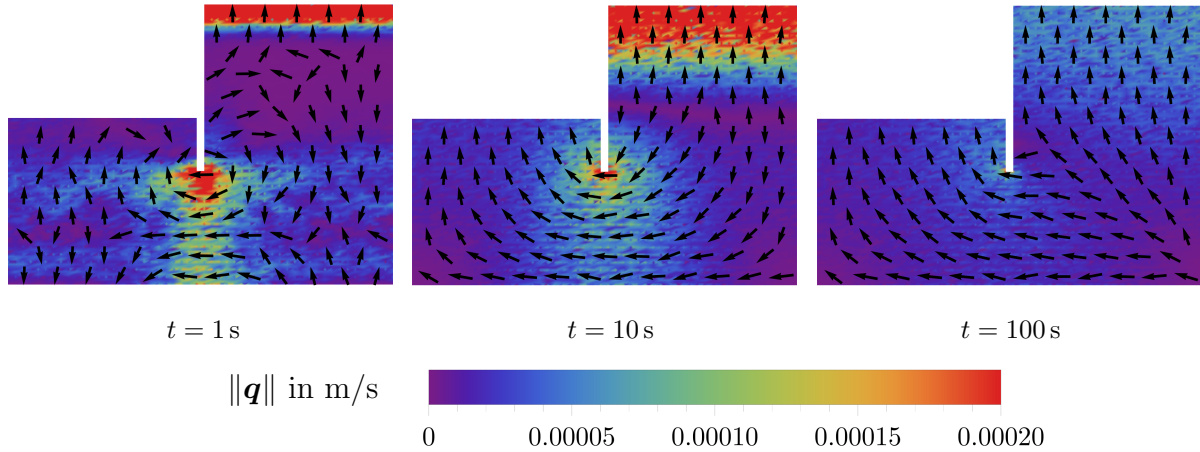 t = 1 s
t = 10 s
t = 100 s
‖q‖ in m/s
0
0.00005
0.00010
0.00015
0.00020